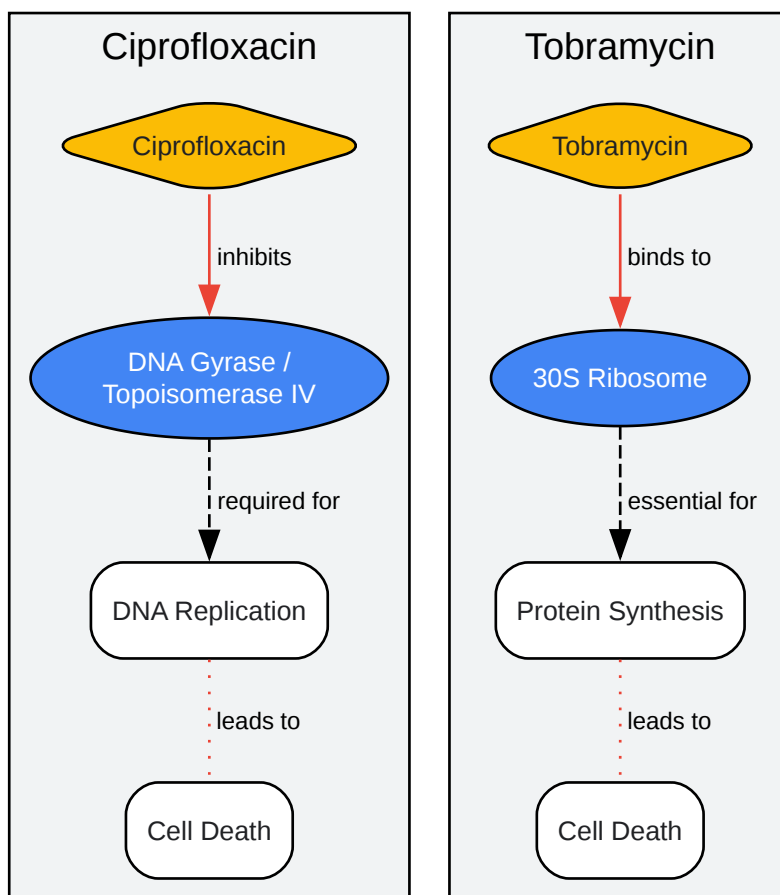 Ciprofloxacin
Ciprofloxacin
inhibits
DNA Gyrase /
Topoisomerase IV
required for
DNA Replication
leads to
Cell Death
Tobramycin
Tobramycin
binds to
30S Ribosome
essential for
Protein Synthesis
leads to
Cell Death